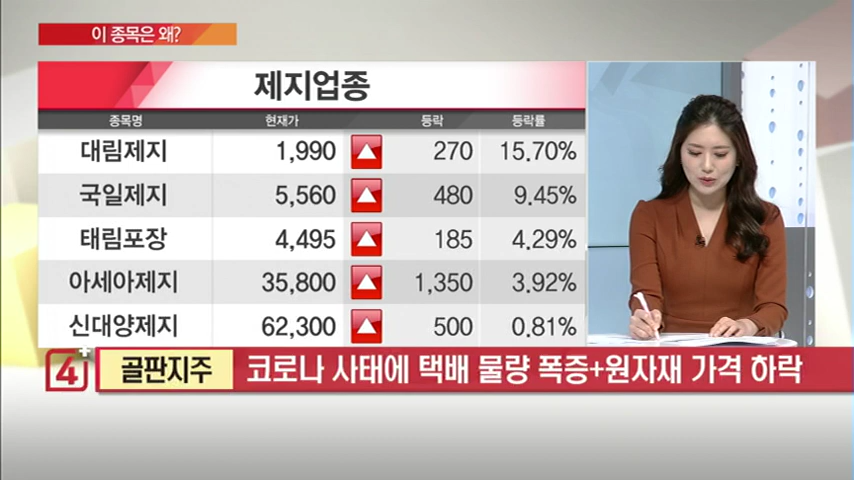 이 종목은 왜?
제지업종
종목명 현재가 등락 등락률
대림제지 1,990 270 15.70%
국일제지 5,560 480 9.45%
태림포장 4,495 185 4.29%
아세아제지 35,800 1,350 3.92%
신대양제지 62,300 500 0.81%
4+ 골판지주 코로나 사태에 택배 물량 폭증+원자재 가격 하락